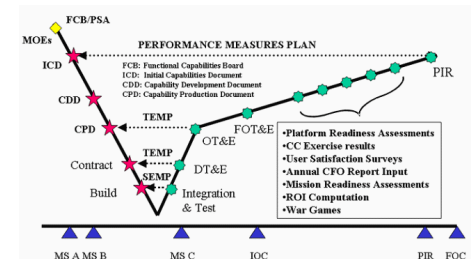 FCB/PSA
MOEs
PERFORMANCE MEASURES PLAN
ICD
FCB: Functional Capabilities Board
ICD: Initial Capabilities Document
CDD: Capability Development Document
CPD: Capability Production Document
PIR
CDD
TEMP
CPD
OT&E
FOT&E
•Platform Readiness Assessments
•CC Exercise results
•User Satisfaction Surveys
•Annual CFO Report Input
•Mission Readiness Assessments
•ROI Computation
•War Games
TEMP
Contract
DT&E
SEMP
Build
Integration
& Test
MS A MS B MS C IOC PIR FOC